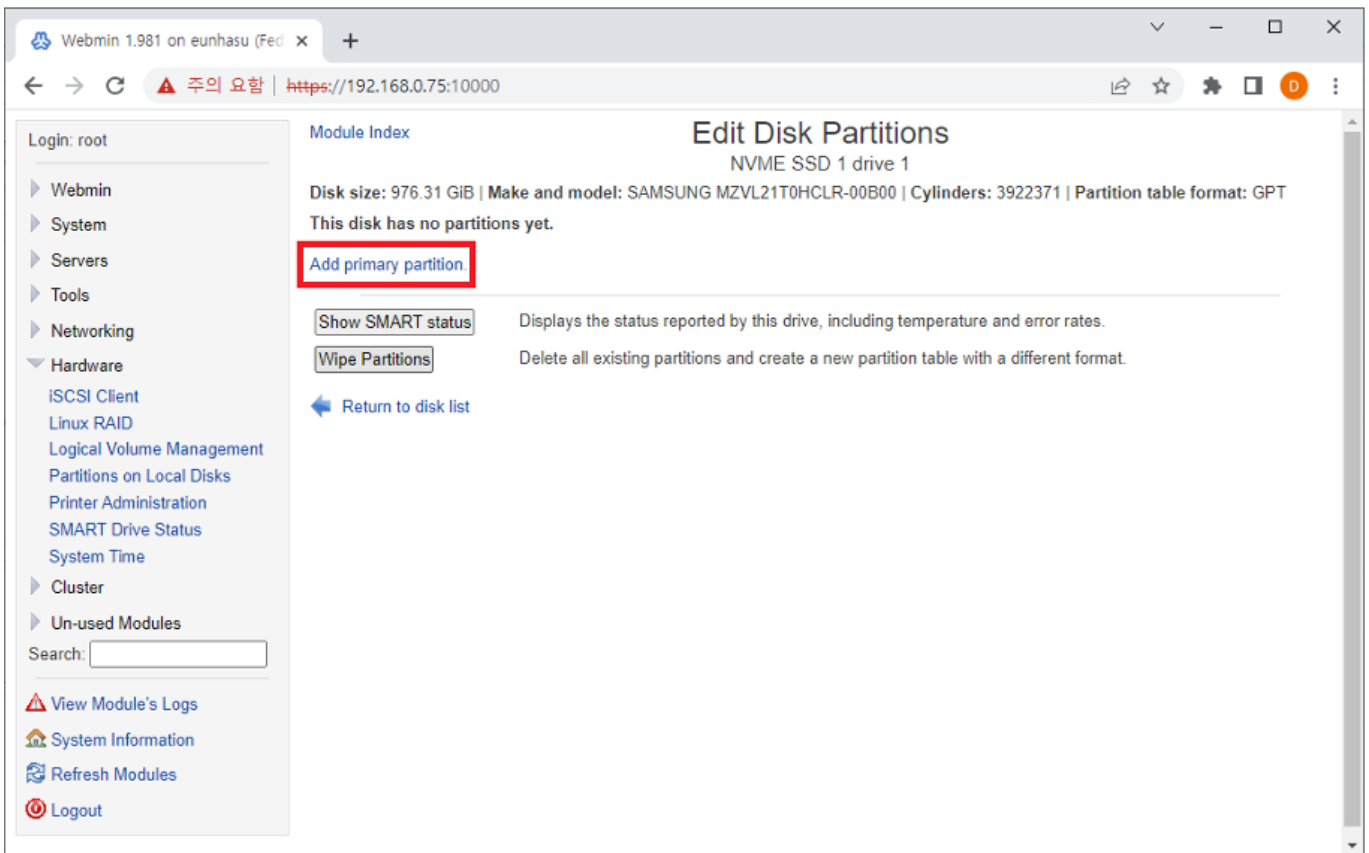 Webmin 1.981 on eunhasu (Fed
주의 요함 https://192.168.0.75:10000
D
Login: root
Webmin
System
Servers
Tools
Networking
Hardware
iSCSI Client
Linux RAID
Logical Volume Management
Partitions on Local Disks
Printer Administration
SMART Drive Status
System Time
Cluster
Un-used Modules
Search:
View Module's Logs
System Information
Refresh Modules
Logout
Module Index
Edit Disk Partitions
NVME SSD 1 drive 1
Disk size: 976.31 GiB | Make and model: SAMSUNG MZVL21T0HCLR-00B00 | Cylinders: 3922371 | Partition table format: GPT
This disk has no partitions yet.
Add primary partition.
Show SMART status Displays the status reported by this drive, including temperature and error rates.
Wipe Partitions Delete all existing partitions and create a new partition table with a different format.
Return to disk list